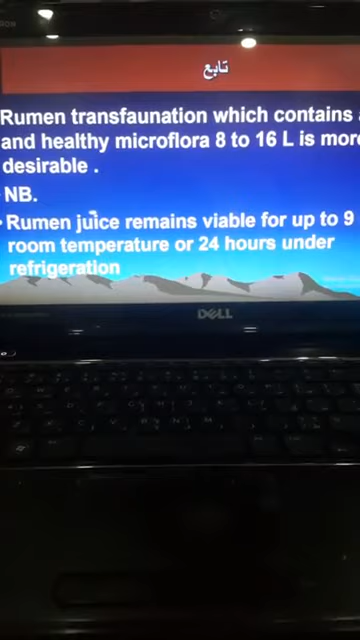 تابع
Rumen transfaunation which contains
and healthy microflora 8 to 16 L is more
desirable .
NB.
Rumen juice remains viable for up to 9
room temperature or 24 hours under
refrigeration
DELL